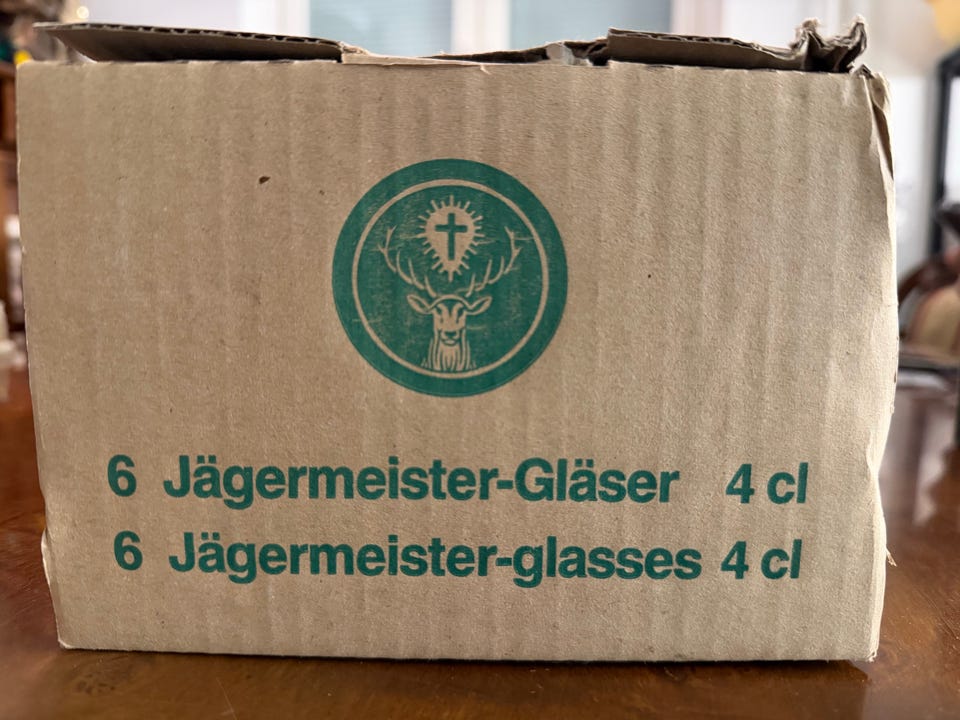 6 Jägermeister-Gläser 4 cl
6 Jägermeister-glasses 4 cl